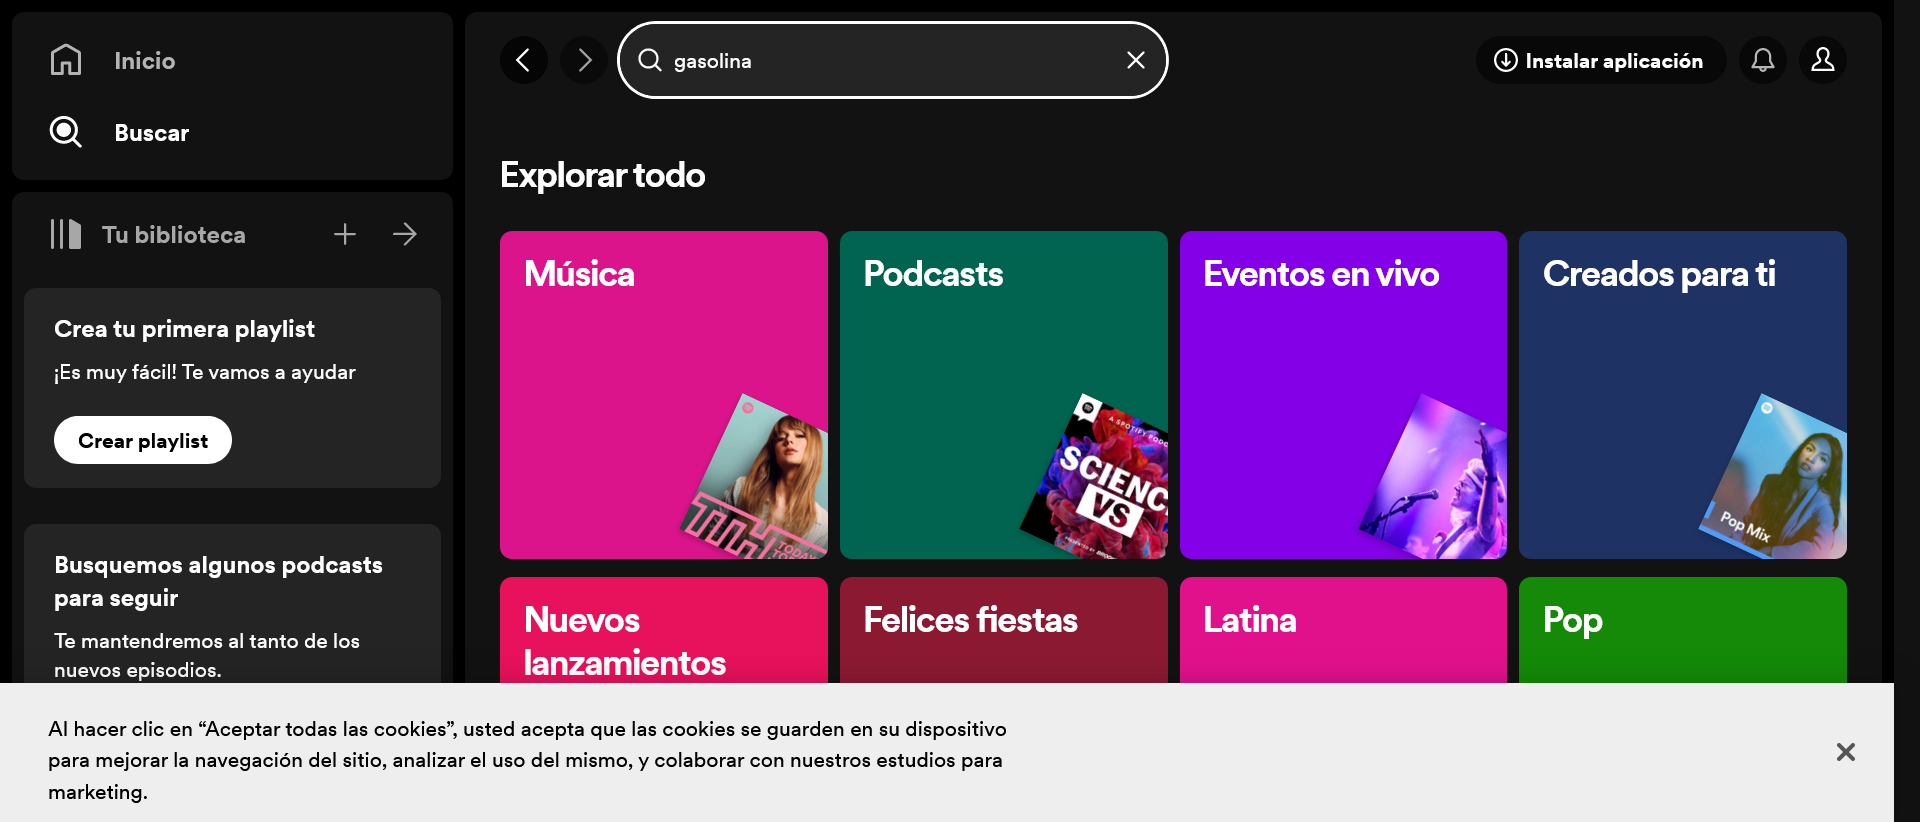 Inicio
Buscar
Tu biblioteca
Crea tu primera playlist
¡Es muy fácil! Te vamos a ayudar
Crear playlist
Busquemos algunos podcasts
para seguir
Te mantendremos al tanto de los
nuevos episodios.
gasolina
Instalar aplicación
Explorar todo
Música
Podcasts
A SPOTIFY PODC
SCIENC
VS
Eventos en vivo
Creados para ti
Pop Mix
Nuevos
lanzamientos
Felices fiestas
Latina
Pop
Al hacer clic en “Aceptar todas las cookies”, usted acepta que las cookies se guarden en su dispositivo
para mejorar la navegación del sitio, analizar el uso del mismo, y colaborar con nuestros estudios para
marketing.